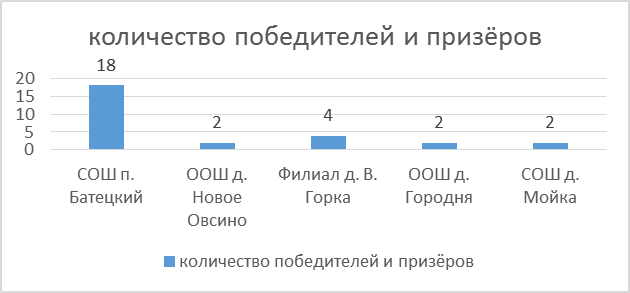 количество победителей и призёров
18
2
4
2
2
20
15
10
5
0
СОШ п.
Батецкий
ООШ д.
Новое
Овсино
Филиал д. В.
Горка
ООШ д.
Городня
СОШ д.
Мойка
количество победителей и призёров